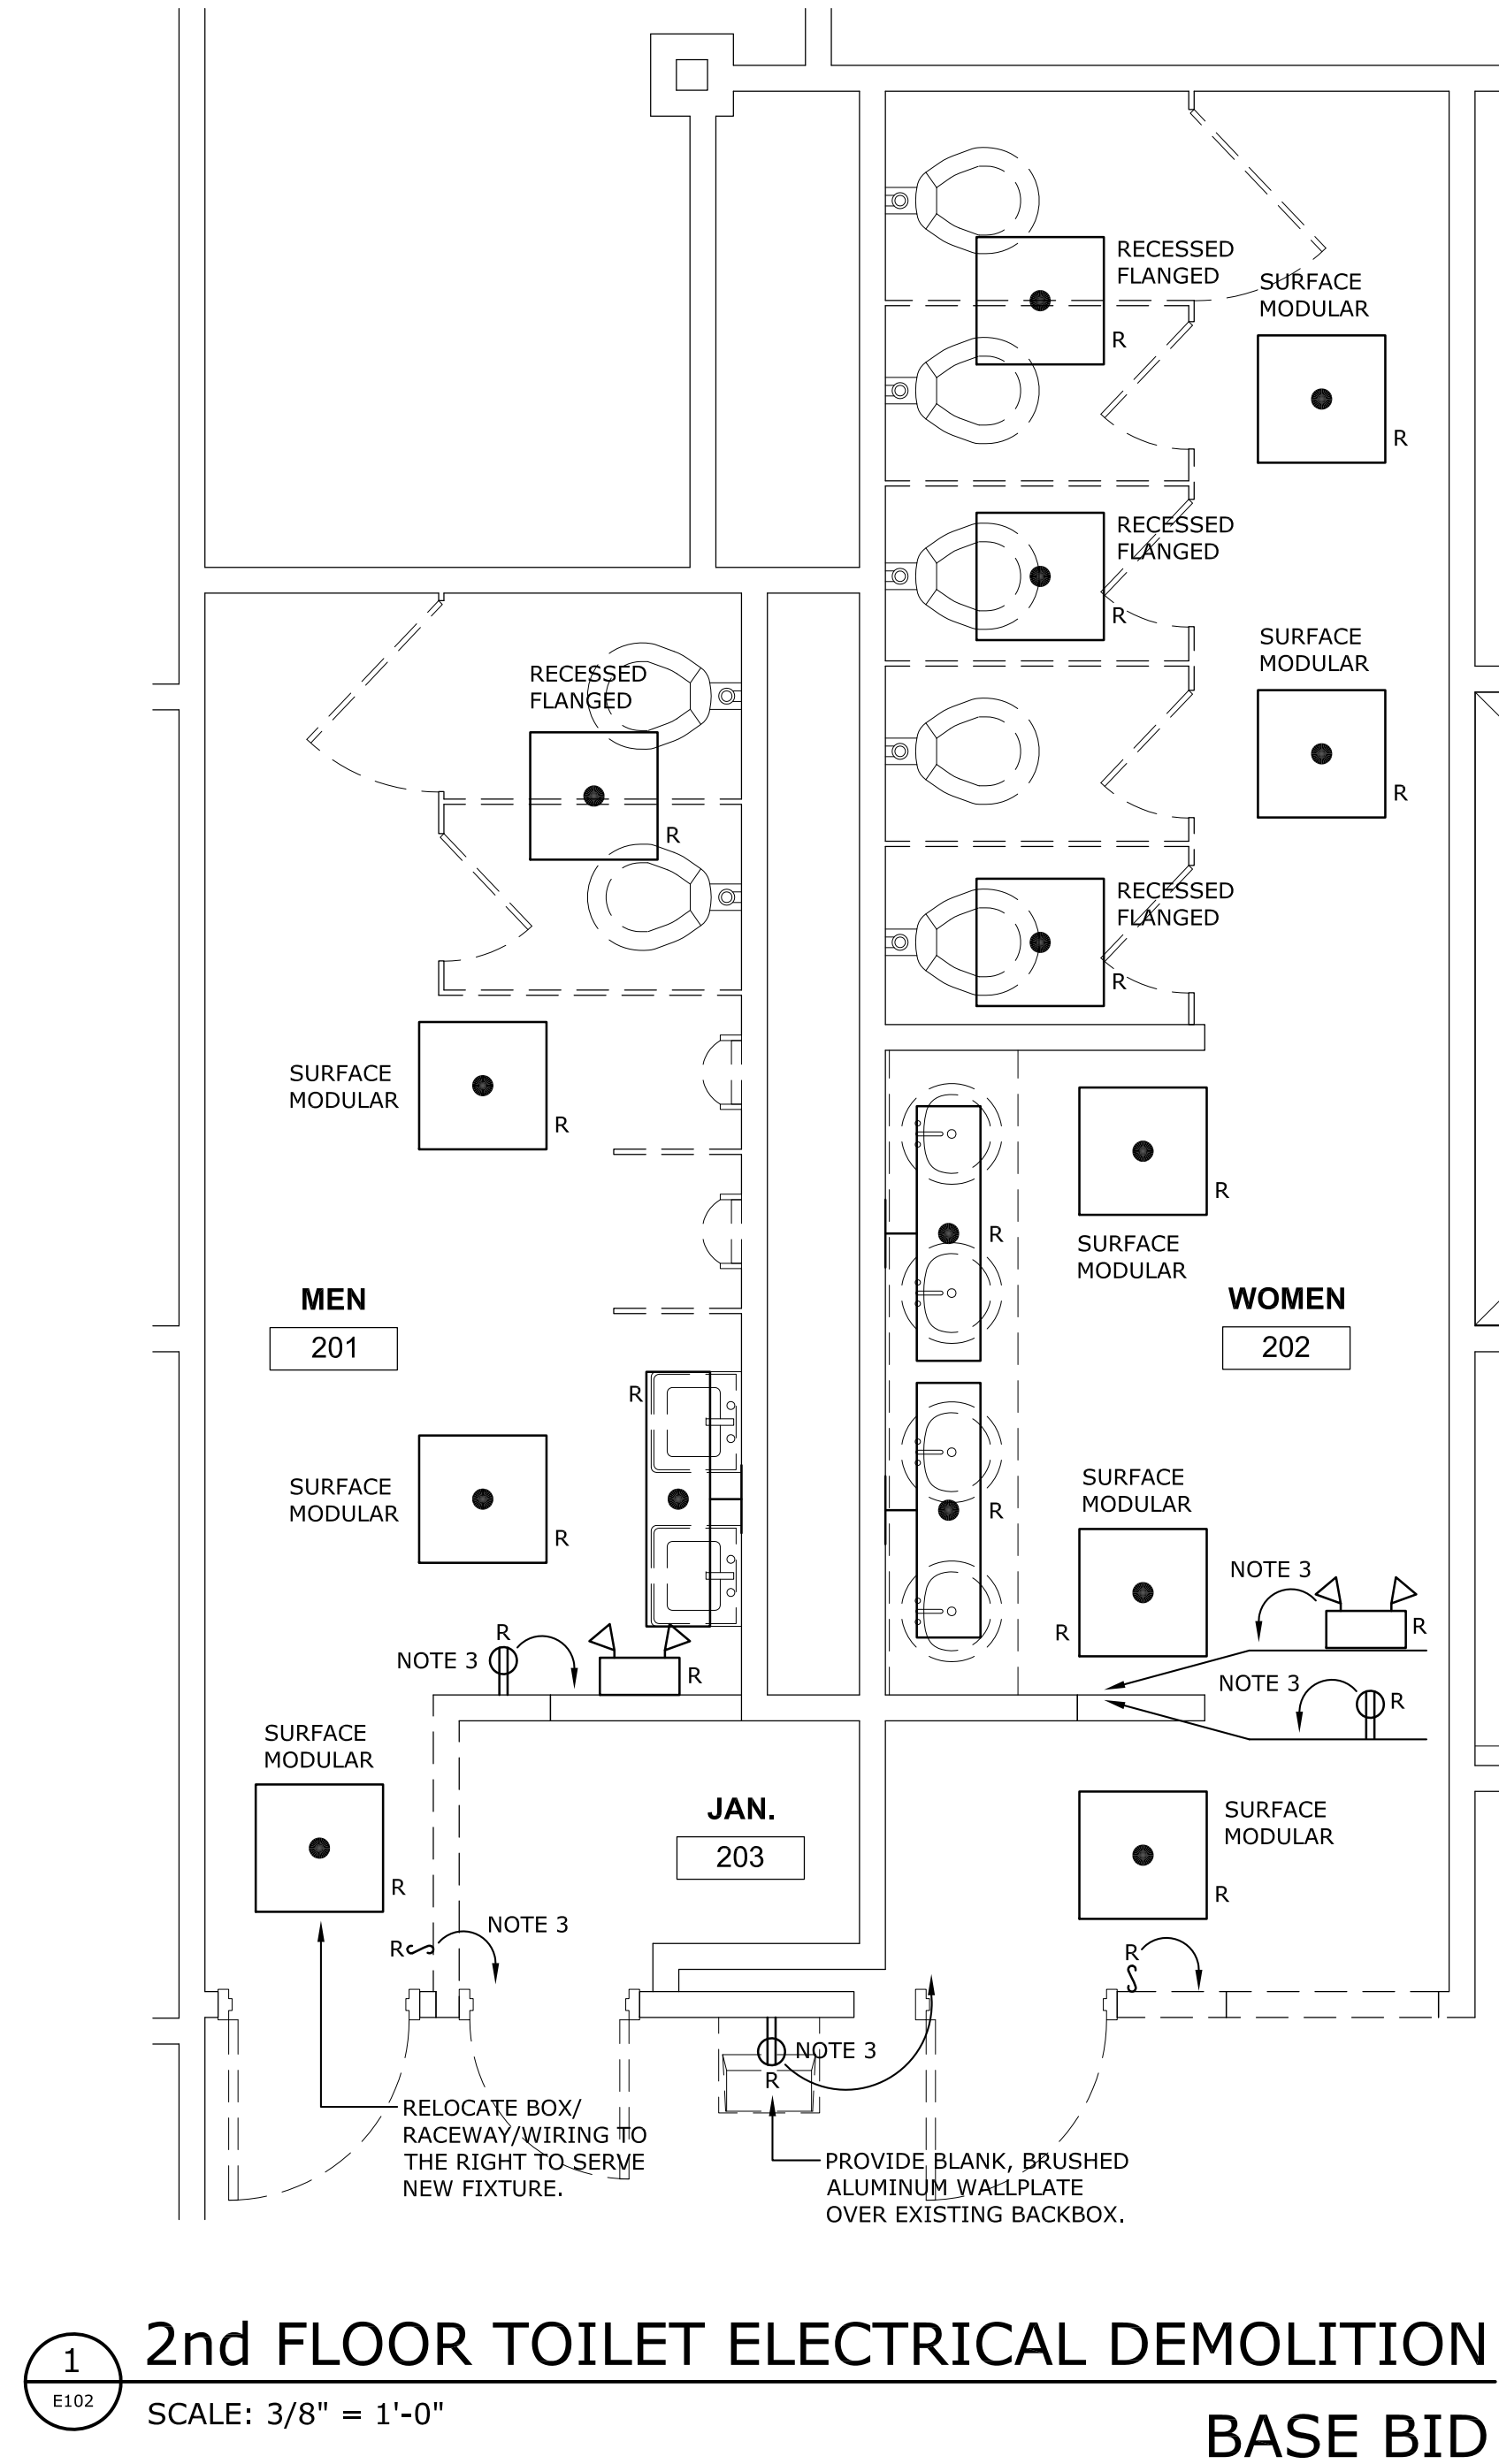 RECESSED
FLANGED
R
SURFACE
MODULAR
R
RECESSED
FLANGED
R
SURFACE
MODULAR
R
RECESSED
FLANGED
R
RECESSED
FLANGED
R
SURFACE
MODULAR
R
SURFACE
MODULAR
R
R
MEN
201
WOMEN
202
R
SURFACE
MODULAR
R
R
SURFACE
MODULAR
R
NOTE 3
R
R
NOTE 3
R
NOTE 3
R
SURFACE
MODULAR
R
JAN.
203
SURFACE
MODULAR
R
R
NOTE 3
R
NOTE 3
R
RELOCATE BOX/
RACEWAY/WIRING TO
THE RIGHT TO SERVE
NEW FIXTURE.
PROVIDE BLANK, BRUSHED
ALUMINUM WALLPLATE
OVER EXISTING BACKBOX.
1
E102
2nd FLOOR TOILET ELECTRICAL DEMOLITION
SCALE: 3/8" = 1'-0"
BASE BID